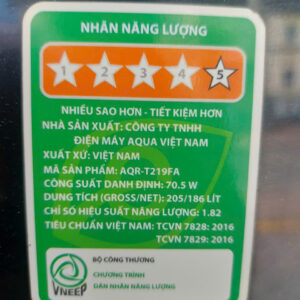 NHÃN NĂNG LƯỢNG
1 2 3 4 5
NHIỀU SAO HƠN - TIẾT KIỆM HƠN
NHÀ SẢN XUẤT: CÔNG TY TNHH
ĐIỆN MÁY AQUA VIỆT NAM
XUẤT XỨ: VIỆT NAM
MÃ SẢN PHẨM: AQR-T219FA
CÔNG SUẤT DANH ĐỊNH: 70.5 W
DUNG TÍCH (GROSS/NET): 205/186 LÍT
CHỈ SỐ HIỆU SUẤT NĂNG LƯỢNG: 1.82
TIÊU CHUẨN VIỆT NAM: TCVN 7828: 2016
TCVN 7829: 2016
BỘ CÔNG THƯƠNG
CHƯƠNG TRÌNH
DÁN NHÃN NĂNG LƯỢNG
VNEEP